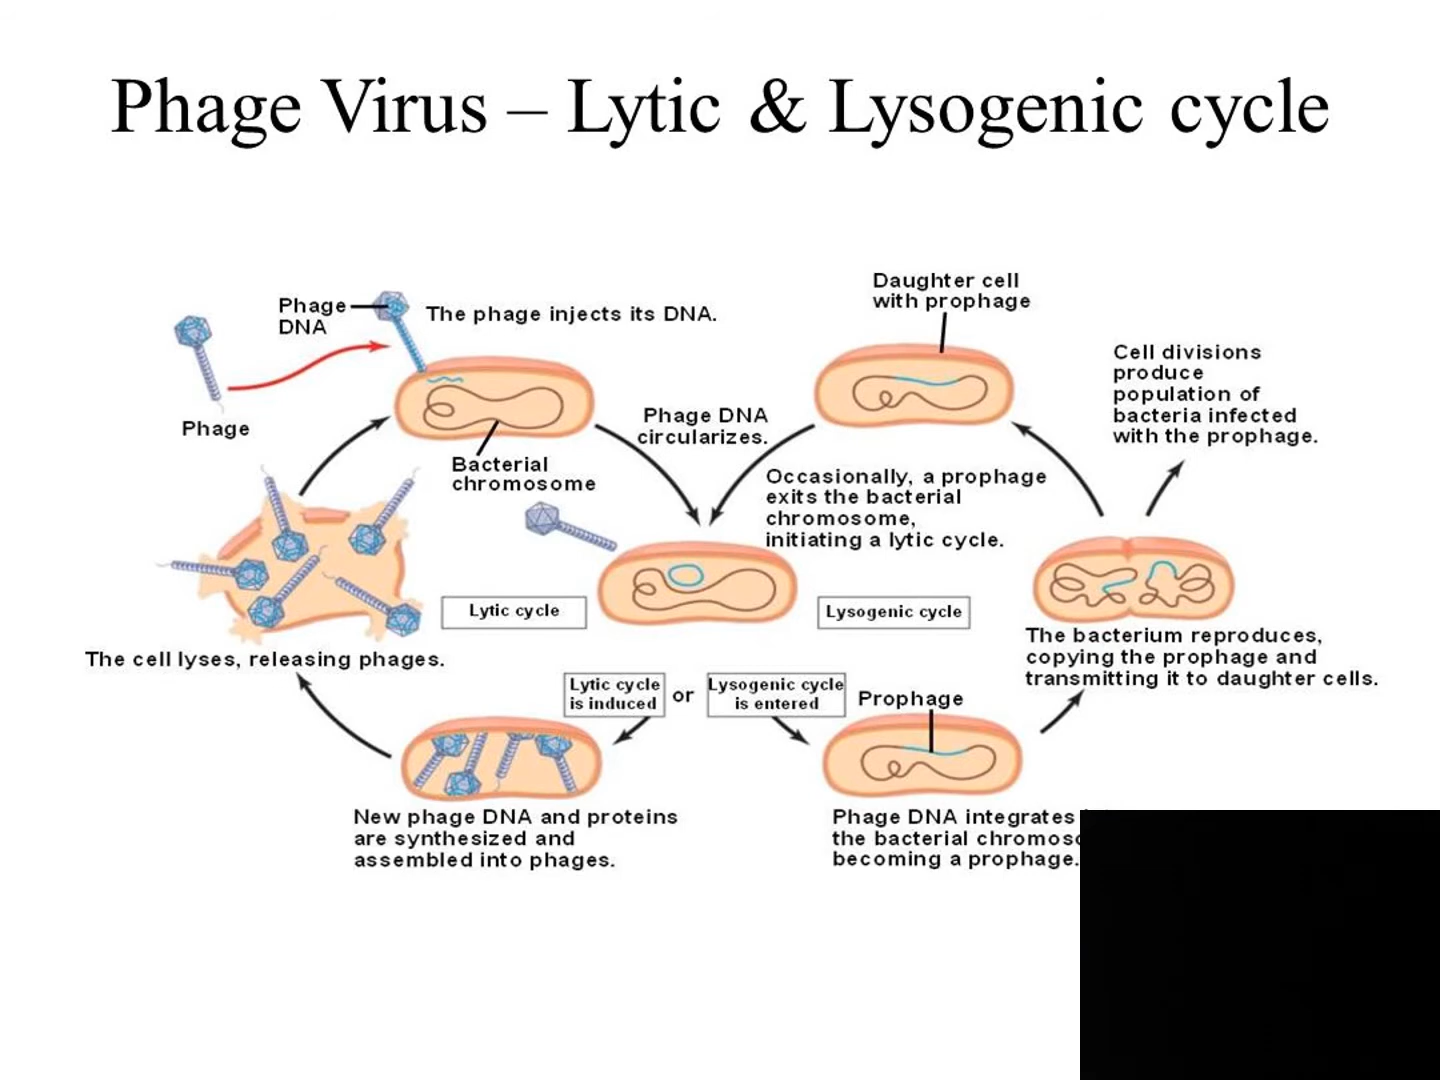 Phage Virus – Lytic & Lysogenic cycle
Phage
DNA
The phage injects its DNA.
Phage
Bacterial
chromosome
Phage DNA
circularizes.
Daughter cell
with prophage
Cell divisions
produce
population of
bacteria infected
with the prophage.
Occasionally, a prophage
exits the bacterial
chromosome,
initiating a lytic cycle.
Lytic cycle
Lysogenic cycle
The cell lyses, releasing phages.
The bacterium reproduces,
copying the prophage and
transmitting it to daughter cells.
Lytic cycle
is induced
or
Lysogenic cycle
is entered
Prophage
New phage DNA and proteins
are synthesized and
assembled into phages.
Phage DNA integrates
the bacterial
becoming a prophage.